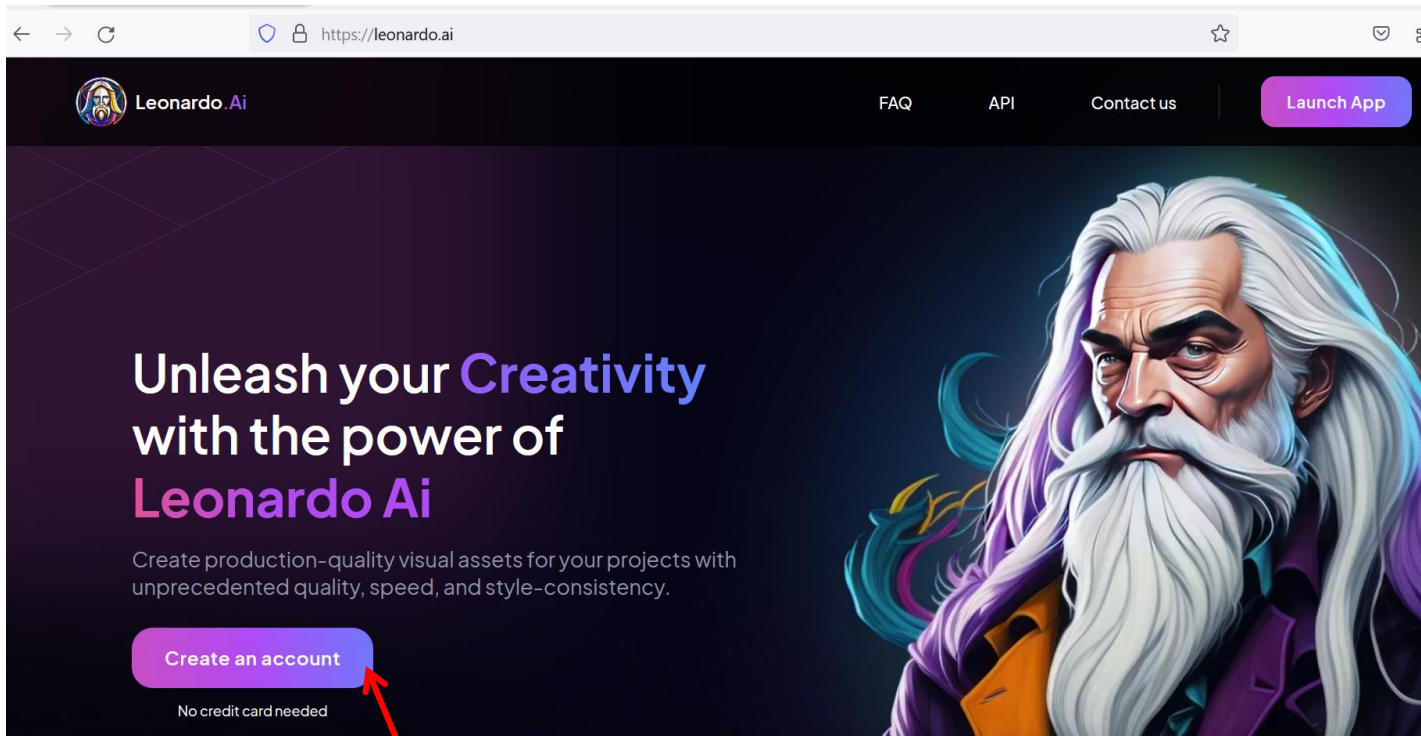 https://leonardo.ai
Leonardo.Ai
FAQ
API
Contact us
Launch App
Unleash your Creativity
with the power of
Leonardo Ai
Create production-quality visual assets for your projects with
unprecedented quality, speed, and style-consistency.
Create an account
No credit card needed